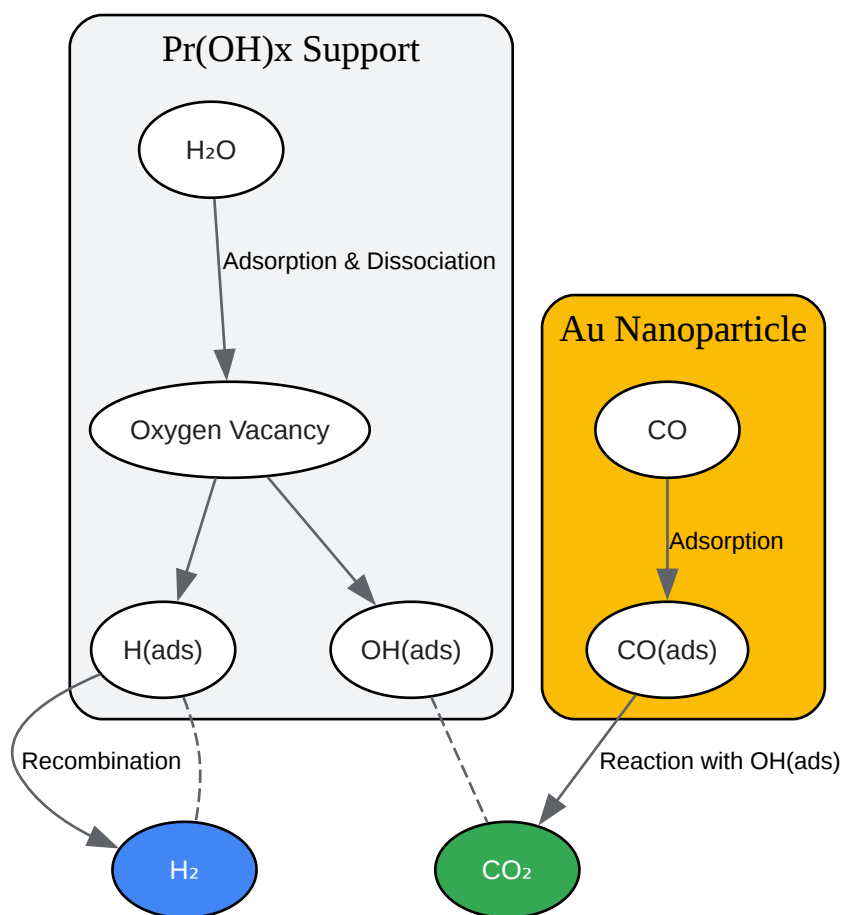 Pr(OH)x Support
H₂O
Adsorption & Dissociation
Oxygen Vacancy
H(ads)
OH(ads)
Au Nanoparticle
CO
Adsorption
CO(ads)
Recombination
Reaction with OH(ads)
H₂
CO₂